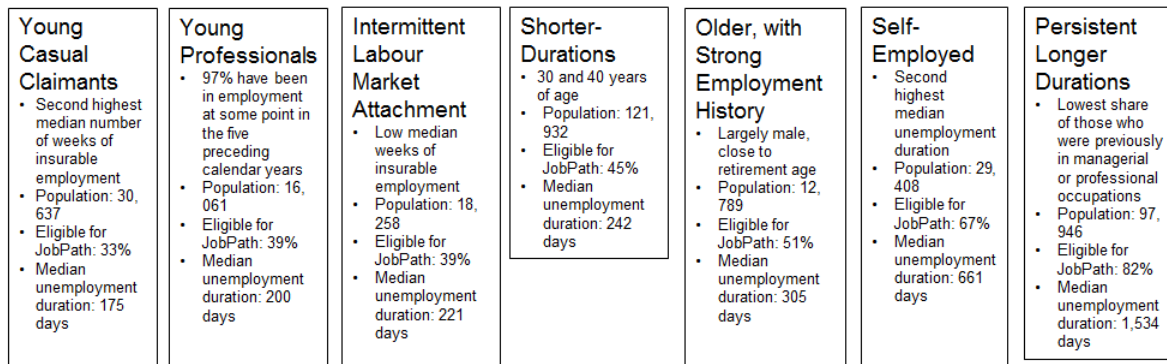 Young
Casual
Claimants
• Second highest
median number
of weeks of
insurable
employment
• Population: 30,
637
• Eligible for
JobPath: 33%
• Median
unemployment
duration: 175
days
Young
Professionals
• 97% have been
in employment
at some point in
the five
preceding
calendar years
• Population: 16,
061
• Eligible for
JobPath: 39%
• Median
unemployment
duration: 200
days
Intermittent
Labour
Market
Attachment
• Low median
weeks of
insurable
employment
• Population: 18,
258
• Eligible for
JobPath: 39%
• Median
unemployment
duration: 221
days
Shorter-
Durations
• 30 and 40 years
of age
• Population: 121,
932
• Eligible for
JobPath: 45%
• Median
unemployment
duration: 242
days
Older, with
Strong
Employment
History
• Largely male,
close to
retirement age
• Population: 12,
789
• Eligible for
JobPath: 51%
• Median
unemployment
duration: 305
days
Self-
Employed
• Second
highest
median
unemployment
duration
• Population: 29,
408
• Eligible for
JobPath: 67%
• Median
unemployment
duration: 661
days
Persistent
Longer
Durations
• Lowest share
of those who
were previously
in managerial
or professional
occupations
• Population: 97,
946
• Eligible for
JobPath: 82%
• Median
unemployment
duration: 1,534
days